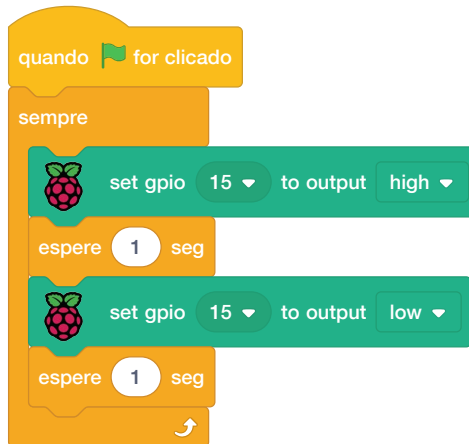 quando for clicado
sempre
set gpio 15 to output high
espere 1 seg
set gpio 15 to output low
espere 1 seg